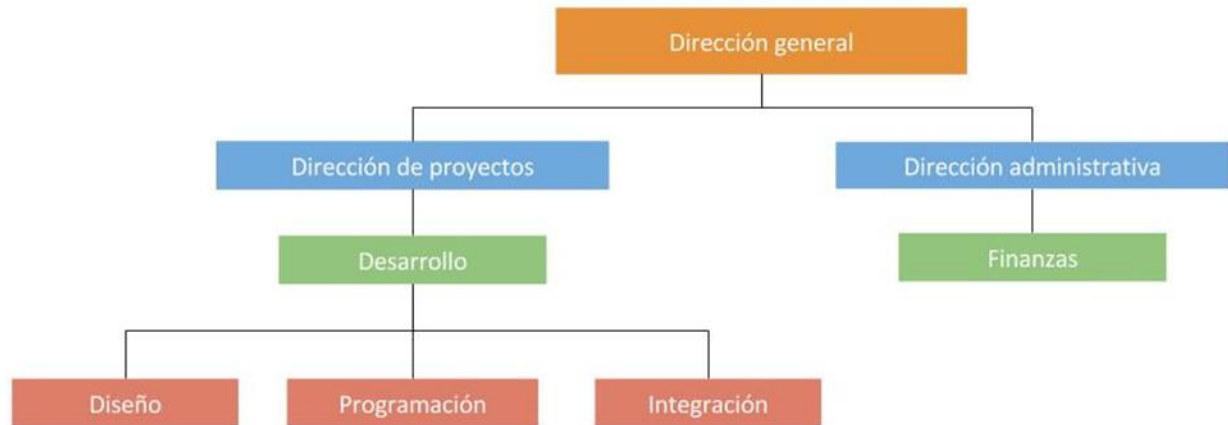 Dirección general
Dirección de proyectos
Dirección administrativa
Desarrollo
Finanzas
Diseño
Programación
Integración